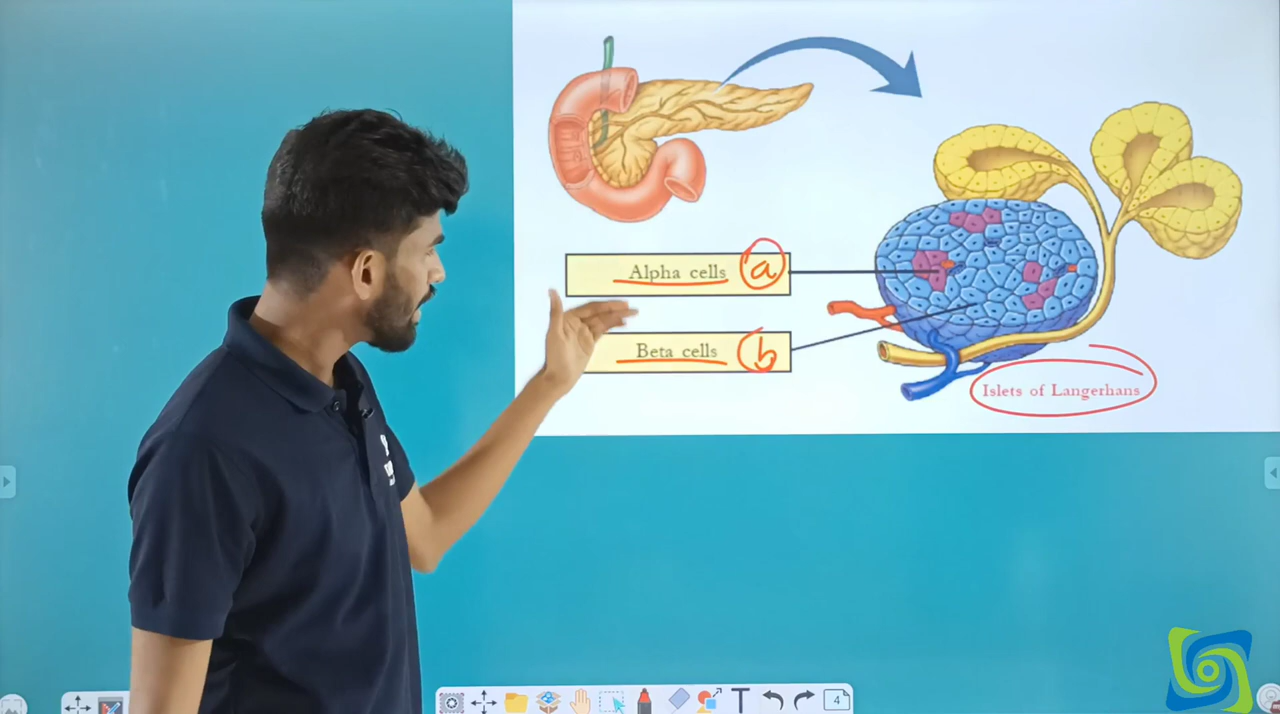 Alpha cells a
Beta cells b
Islets of Langerhans
T
4